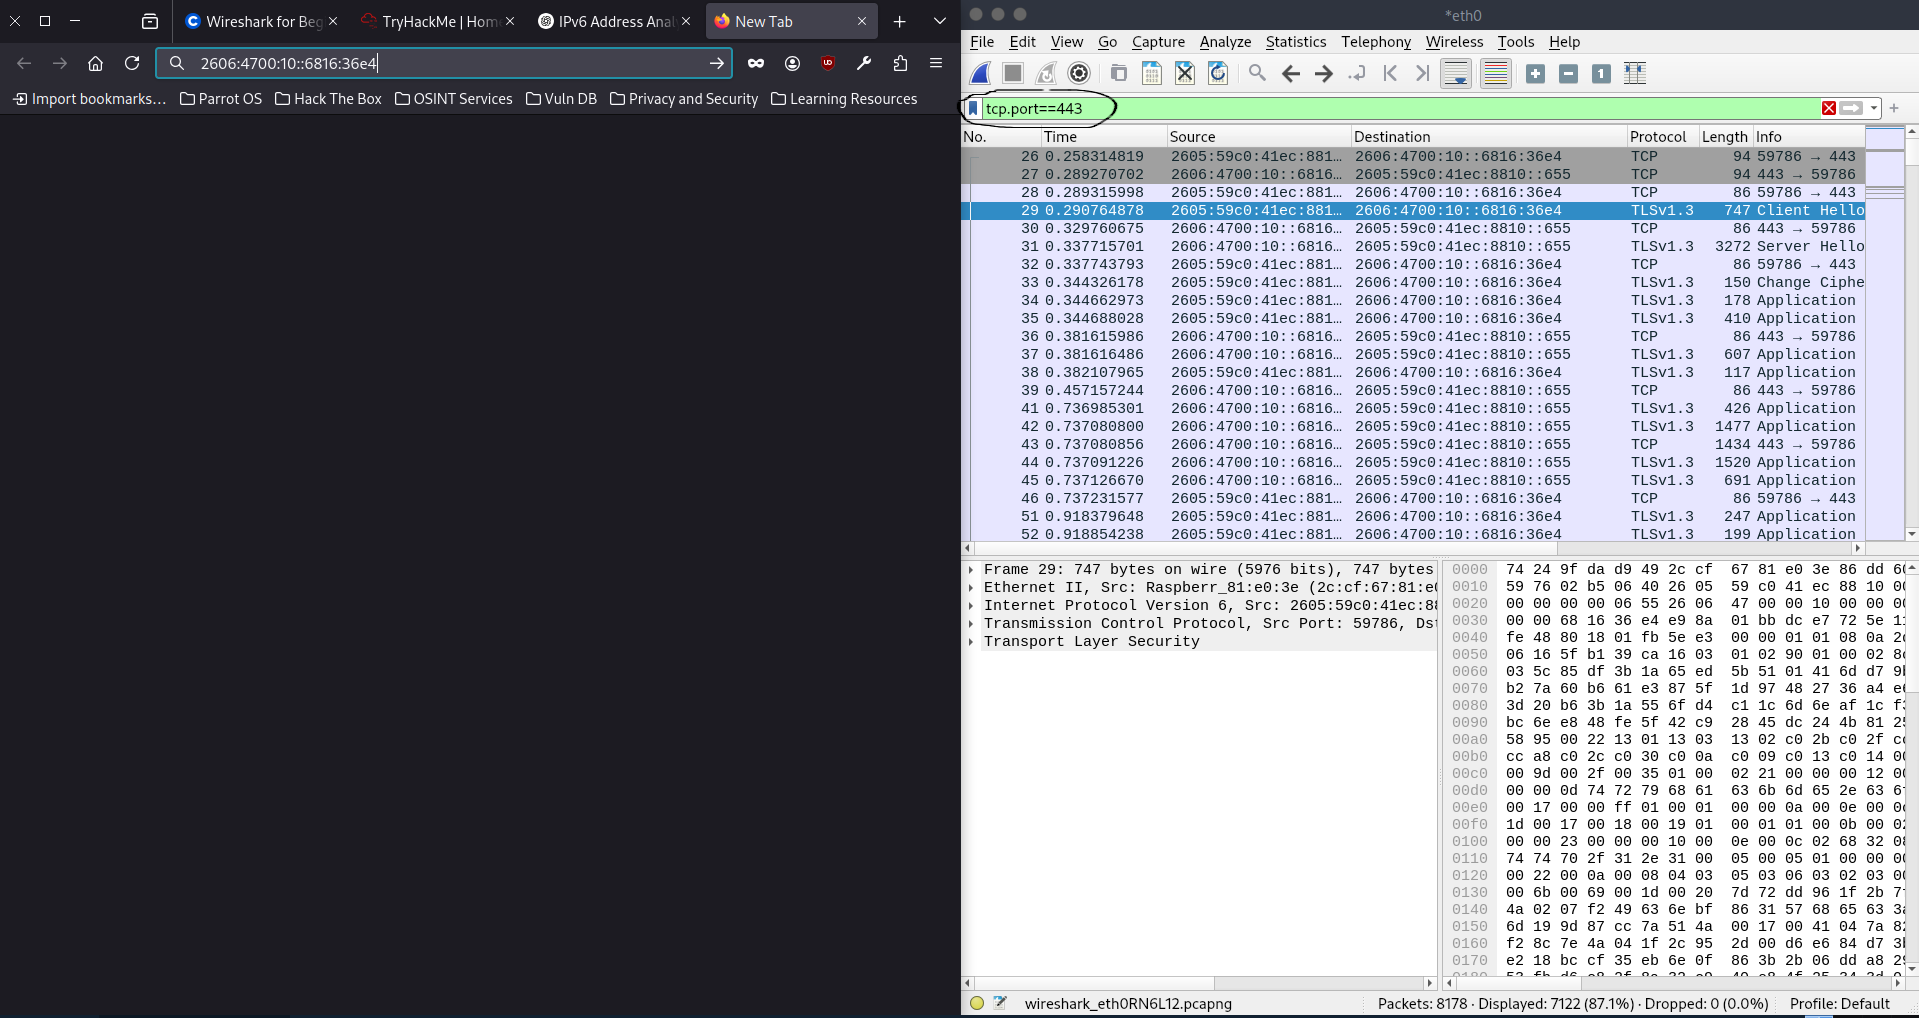 Wireshark for Beg
TryHackMe | Hom
IPv6 Address Anal
New Tab
2606:4700:10::6816:36e4
Import bookmarks…
Parrot OS
Hack The Box
OSINT Services
Vuln DB
Privacy and Security
Learning Resources
*eth0
File Edit View Go Capture Analyze Statistics Telephony Wireless Tools Help
tcp.port==443
No. Time Source Destination Protocol Length Info
26 0.258314819 2605:59c0:41ec:881… 2606:4700:10::6816:36e4 TCP 94 59786 → 443
27 0.289270702 2606:4700:10::6816… 2605:59c0:41ec:8810::655 TCP 94 443 → 59786
28 0.289315998 2605:59c0:41ec:881… 2606:4700:10::6816:36e4 TCP 86 59786 → 443
29 0.290764878 2605:59c0:41ec:881… 2606:4700:10::6816:36e4 TLSv1.3 747 Client Hello
30 0.329760675 2606:4700:10::6816… 2605:59c0:41ec:8810::655 TCP 86 443 → 59786
31 0.337715701 2606:4700:10::6816… 2605:59c0:41ec:8810::655 TLSv1.3 3272 Server Hello
32 0.337743793 2605:59c0:41ec:881… 2606:4700:10::6816:36e4 TCP 86 59786 → 443
33 0.344326178 2605:59c0:41ec:881… 2606:4700:10::6816:36e4 TLSv1.3 150 Change Ciphe
34 0.344662973 2605:59c0:41ec:881… 2606:4700:10::6816:36e4 TLSv1.3 178 Application
35 0.344688028 2605:59c0:41ec:881… 2606:4700:10::6816:36e4 TLSv1.3 410 Application
36 0.381615986 2606:4700:10::6816… 2605:59c0:41ec:8810::655 TCP 86 443 → 59786
37 0.381616486 2606:4700:10::6816… 2605:59c0:41ec:8810::655 TLSv1.3 607 Application
38 0.382107965 2605:59c0:41ec:881… 2606:4700:10::6816:36e4 TLSv1.3 117 Application
39 0.457157244 2606:4700:10::6816… 2605:59c0:41ec:8810::655 TCP 86 443 → 59786
41 0.736985301 2606:4700:10::6816… 2605:59c0:41ec:8810::655 TLSv1.3 426 Application
42 0.737080800 2606:4700:10::6816… 2605:59c0:41ec:8810::655 TLSv1.3 1477 Application
43 0.737080856 2606:4700:10::6816… 2605:59c0:41ec:8810::655 TCP 1434 443 → 59786
44 0.737091226 2606:4700:10::6816… 2605:59c0:41ec:8810::655 TLSv1.3 1520 Application
45 0.737126670 2606:4700:10::6816… 2605:59c0:41ec:8810::655 TLSv1.3 691 Application
46 0.737231577 2605:59c0:41ec:881… 2606:4700:10::6816:36e4 TCP 86 59786 → 443
51 0.918379648 2605:59c0:41ec:881… 2606:4700:10::6816:36e4 TLSv1.3 247 Application
52 0.918854238 2605:59c0:41ec:881… 2606:4700:10::6816:36e4 TLSv1.3 199 Application
Frame 29: 747 bytes on wire (5976 bits), 747 bytes
Ethernet II, Src: Raspberr_81:e0:3e (2c:cf:67:81:e0
Internet Protocol Version 6, Src: 2605:59c0:41ec:88
Transmission Control Protocol, Src Port: 59786, Dst
Transport Layer Security
0000 74 24 9f da d9 49 2c cf 67 81 e0 3e 86 dd 60
0010 59 76 02 b5 06 40 26 05 59 c0 41 ec 88 10 00
0020 00 00 00 00 06 55 26 06 47 00 00 10 00 00 00
0030 00 00 68 16 36 e4 e9 8a 01 bb dc e7 72 5e 11
0040 fe 48 80 18 01 fb 5e e3 00 00 01 01 08 0a 2c
0050 06 16 5f b1 39 ca 16 03 01 02 90 01 00 02 8c
0060 03 5c 85 df 3b 1a 65 ed 5b 51 01 41 6d d7 9b
0070 b2 7a 60 b6 61 e3 87 5f 1d 97 48 27 36 a4 e6
0080 3d 20 b6 3b 1a 55 6f d4 c1 1c 6d 6e af 1c f3
0090 bc 6e e8 48 fe 5f 42 c9 28 45 dc 24 4b 81 25
00a0 58 95 00 22 13 01 13 03 13 02 c0 2b c0 2f cc
00b0 cc a8 c0 2c c0 30 c0 0a c0 09 c0 13 c0 14 00
00c0 00 9d 00 2f 00 35 01 00 02 21 00 00 00 12 00
00d0 00 00 0d 74 72 79 68 61 63 6b 6d 65 2e 63 6f
00e0 00 17 00 00 ff 01 00 01 00 00 0a 00 0e 00 0c
00f0 1d 00 17 00 18 00 19 01 00 01 01 00 0b 00 02
0100 00 00 23 00 00 00 10 00 0e 00 0c 02 68 32 08
0110 74 74 70 2f 31 2e 31 00 05 00 05 01 00 00 00
0120 00 22 00 0a 00 08 04 03 05 03 06 03 02 03 00
0130 00 6b 00 69 00 1d 00 20 7d 72 dd 96 1f 2b 7f
0140 4a 02 07 f2 49 63 6e bf 86 31 57 68 65 63 3a
0150 6d 19 9d 87 cc 7a 51 4a 00 17 00 41 04 7a 82
0160 f2 8c 7e 4a 04 1f 2c 95 2d 00 d6 e6 84 d7 3b
0170 e2 18 bc cf 35 eb 6e 0f 86 3b 2b 06 dd a8 29
wireshark_eth0RN6L12.pcapng
Packets: 8178 · Displayed: 7122 (87.1%) · Dropped: 0 (0.0%)
Profile: Default